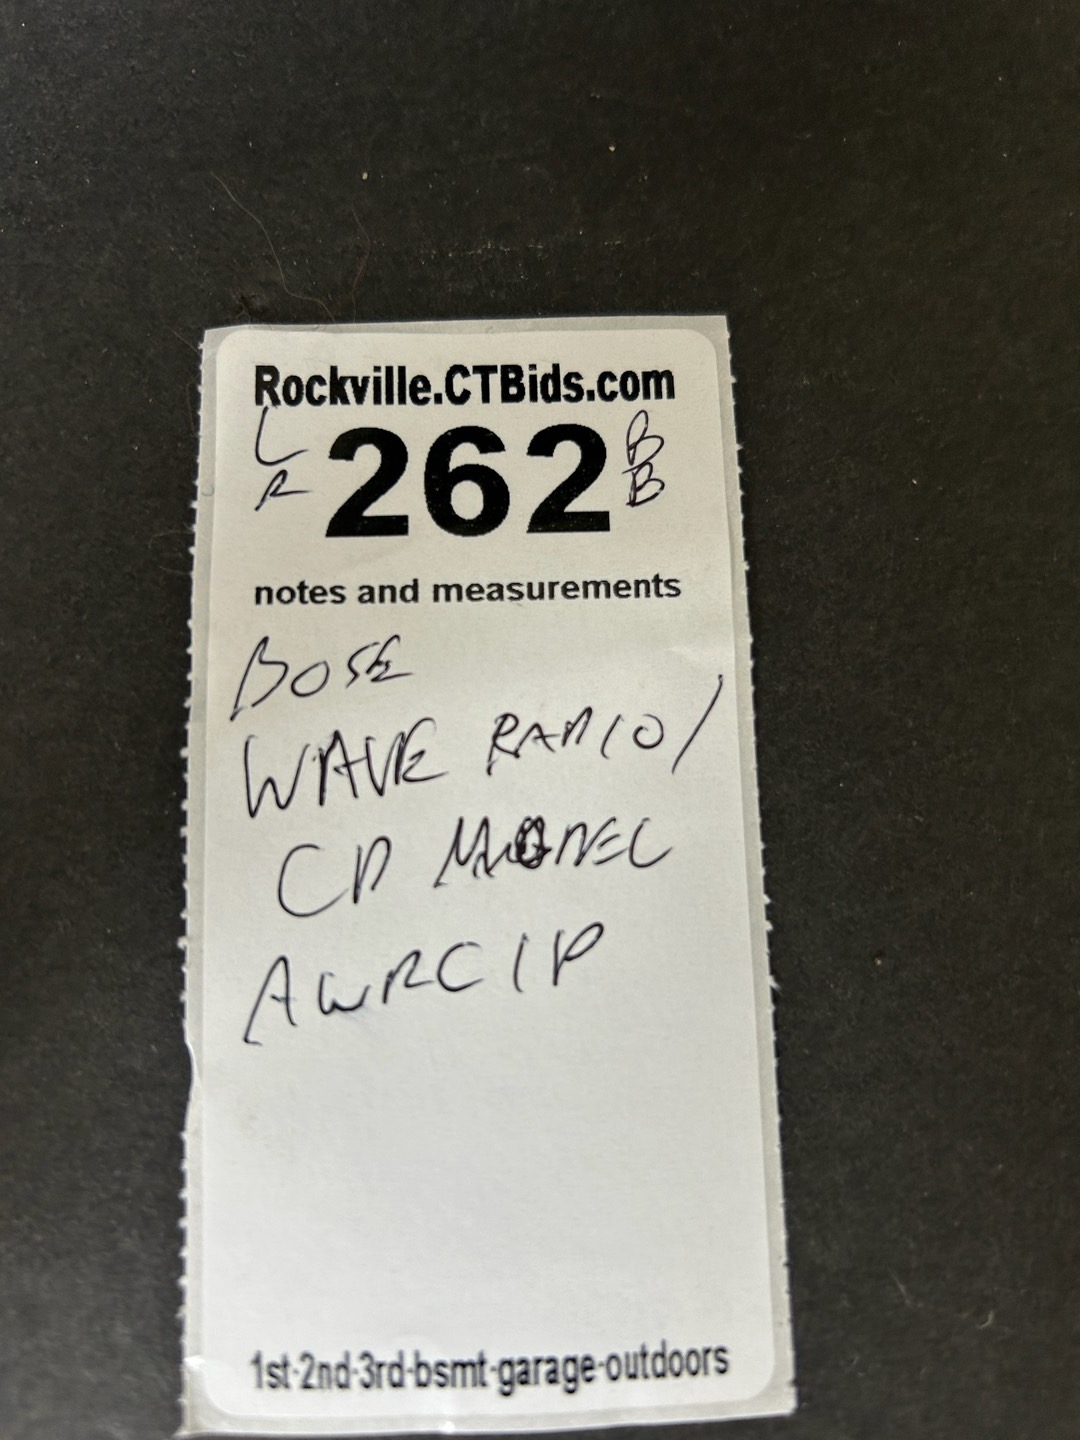 Rockville.CTBids.com
L R 262 B B
notes and measurements
BOSE
WAVE RADIO/
CD MODEL
AWRC1P
1st-2nd-3rd-bsmt-garage-outdoors